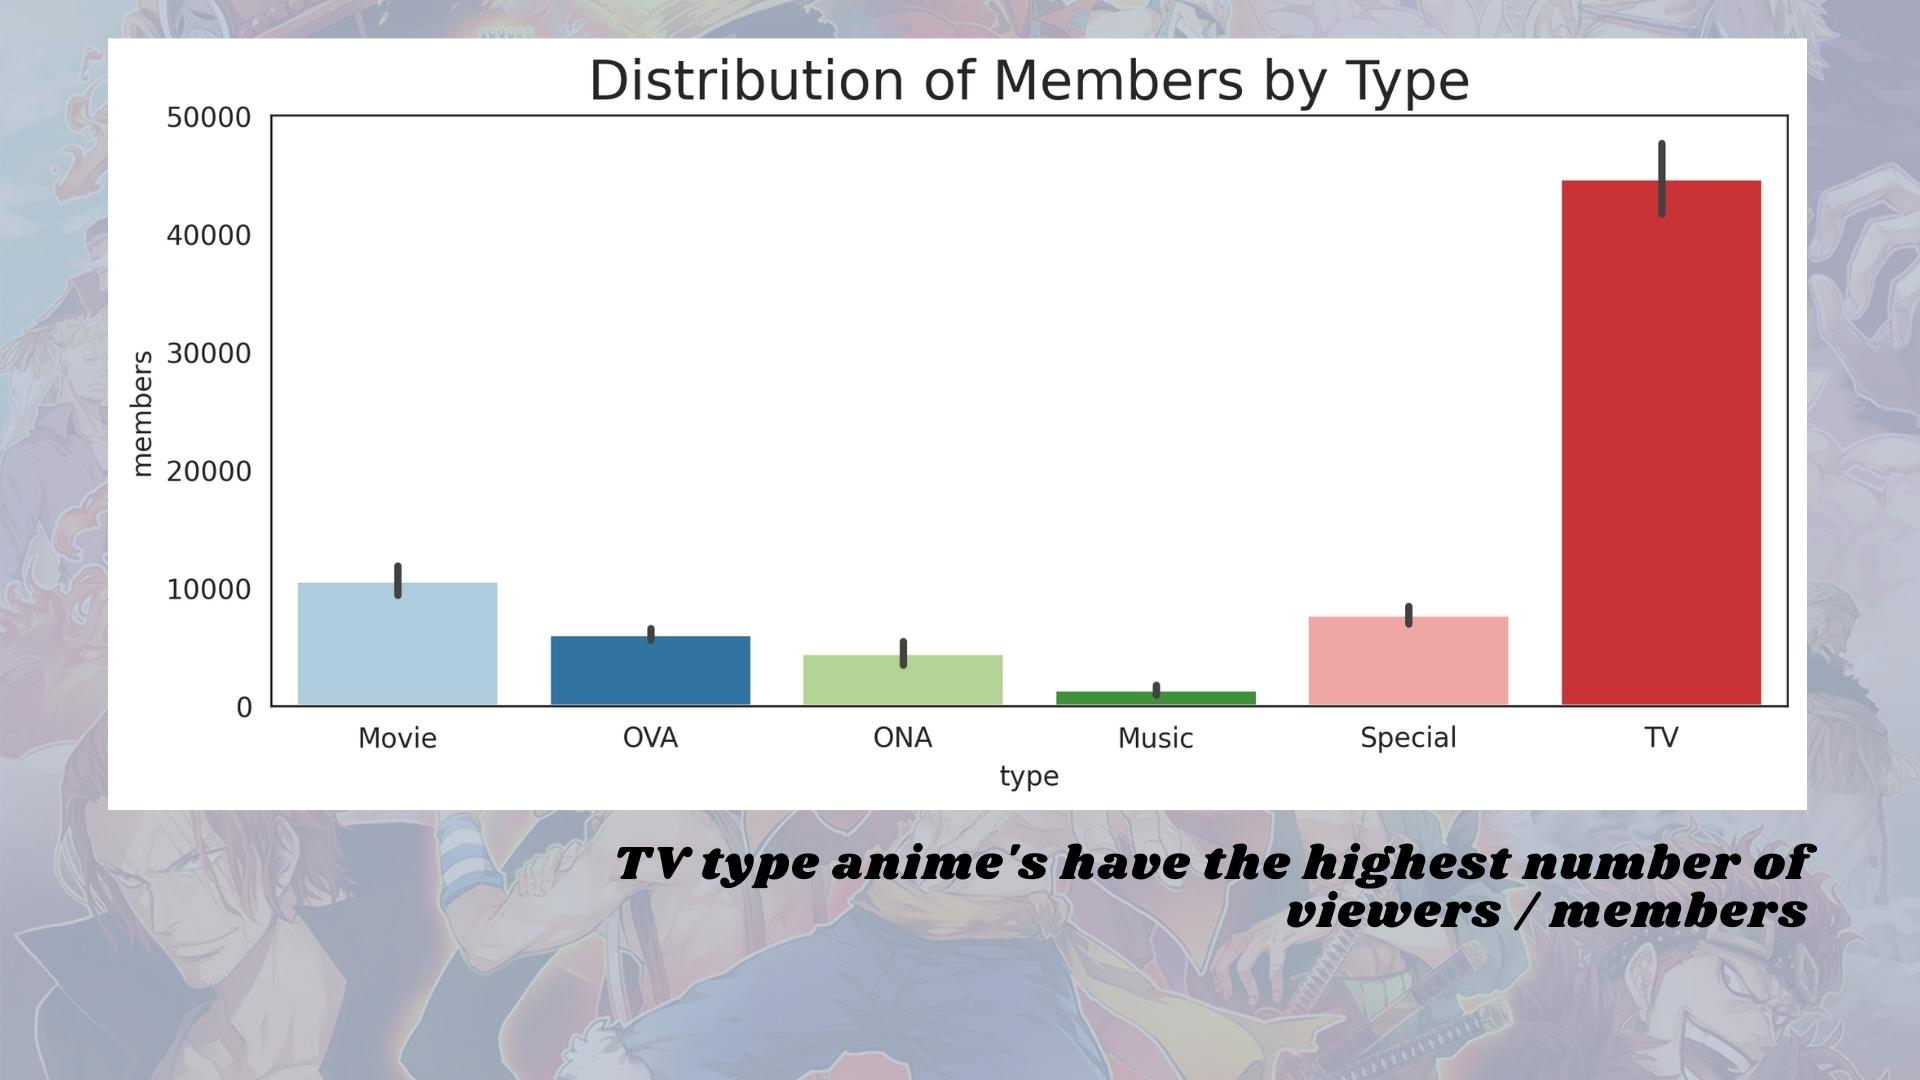 Distribution of Members by Type
50000
40000
30000
20000
10000
0
members
Movie OVA ONA Music Special TV
type
TV type anime's have the highest number of
viewers / members